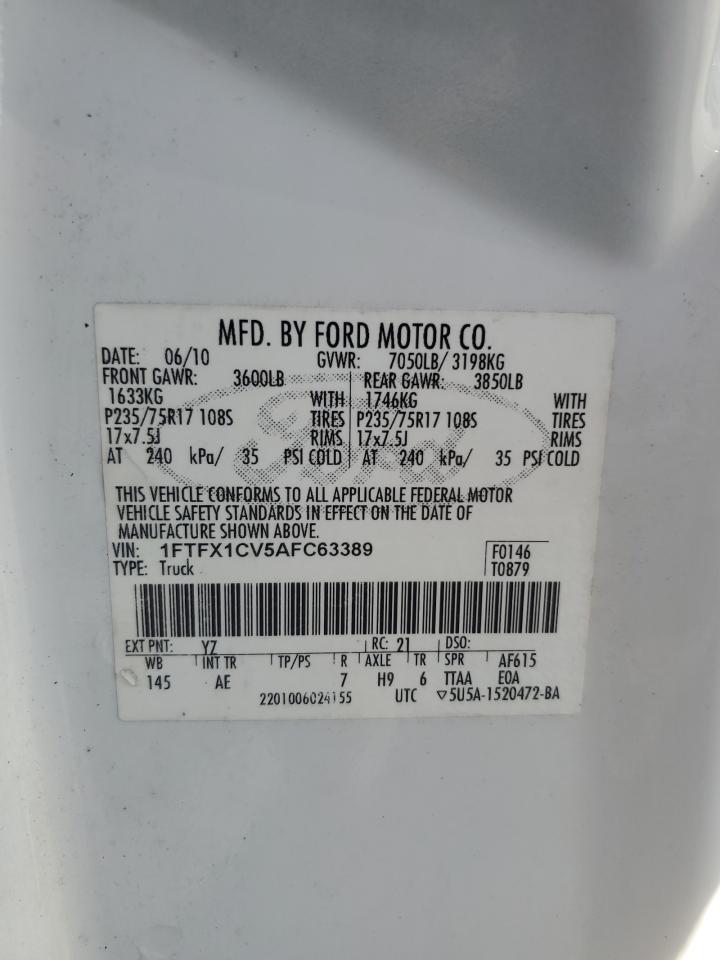 MFD. BY FORD MOTOR CO.
DATE: 06/10 GVWR: 7050LB/ 3198KG
FRONT GAWR: 3600LB REAR GAWR: 3850LB
1633KG WITH 1746KG WITH
P235/75R17 108S TIRES P235/75R17 108S TIRES
17x7.5J RIMS 17x7.5J RIMS
AT 240 kPa/ 35 PSI COLD AT 240 kPa/ 35 PSI COLD
Ford
THIS VEHICLE CONFORMS TO ALL APPLICABLE FEDERAL MOTOR
VEHICLE SAFETY STANDARDS IN EFFECT ON THE DATE OF
MANUFACTURE SHOWN ABOVE.
VIN: 1FTFX1CV5AFC63389 F0146
TYPE: Truck T0879
EXT PNT: YZ RC: 21 DSO:
WB INT TR TP/PS R AXLE TR SPR AF615
145 AE 7 H9 6 TTAA E0A
2201006024155 UTC ▽5U5A-1520472-BA